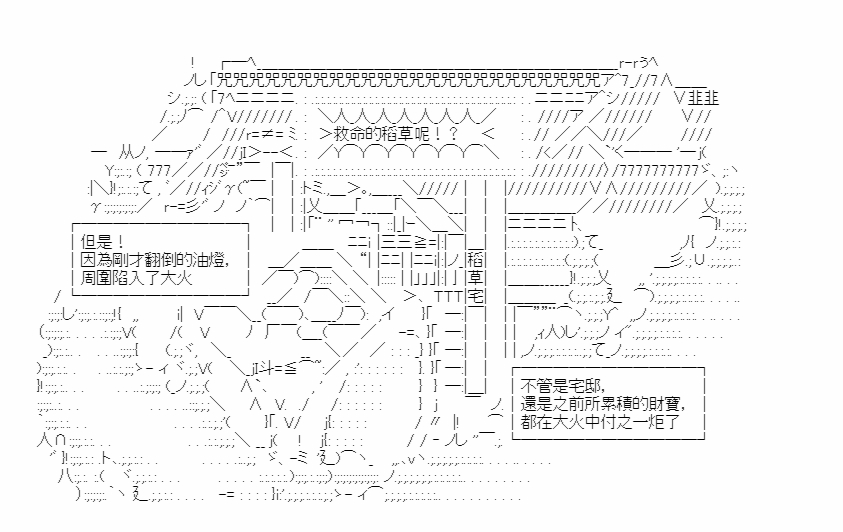 救命的稻草呢！？
稻草宅
但是！
因為剛才翻倒的油燈，
周圍陷入了大火
不管是宅邸，
還是之前所累積的財寶，
都在大火中付之一炬了